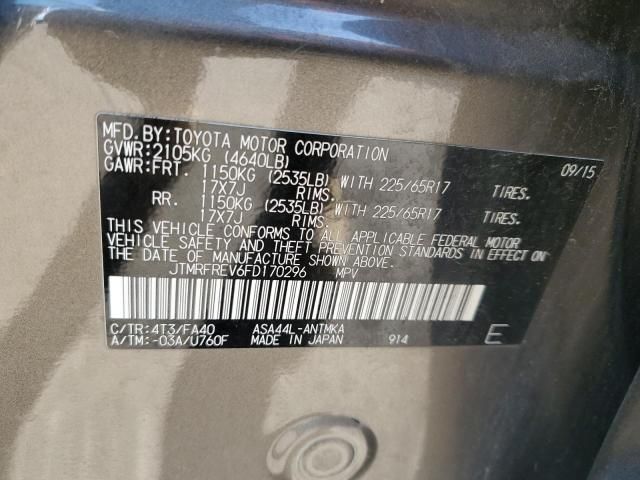 MFD.BY:TOYOTA MOTOR CORPORATION 09/15
GVWR:2105KG (4640LB)
GAWR:FRT. 1150KG (2535LB) WITH 225/65R17 TIRES.
17X7J RIMS.
RR. 1150KG (2535LB) WITH 225/65R17 TIRES.
17X7J RIMS.
THIS VEHICLE CONFORMS TO ALL APPLICABLE FEDERAL MOTOR
VEHICLE SAFETY AND THEFT PREVENTION STANDARDS IN EFFECT ON
THE DATE OF MANUFACTURE SHOWN ABOVE.
JTMRFREV6FD170296 MPV
C/TR:4T3/FA40 ASA44L-ANTMKA
A/TM:-03A/U760F MADE IN JAPAN 914 E